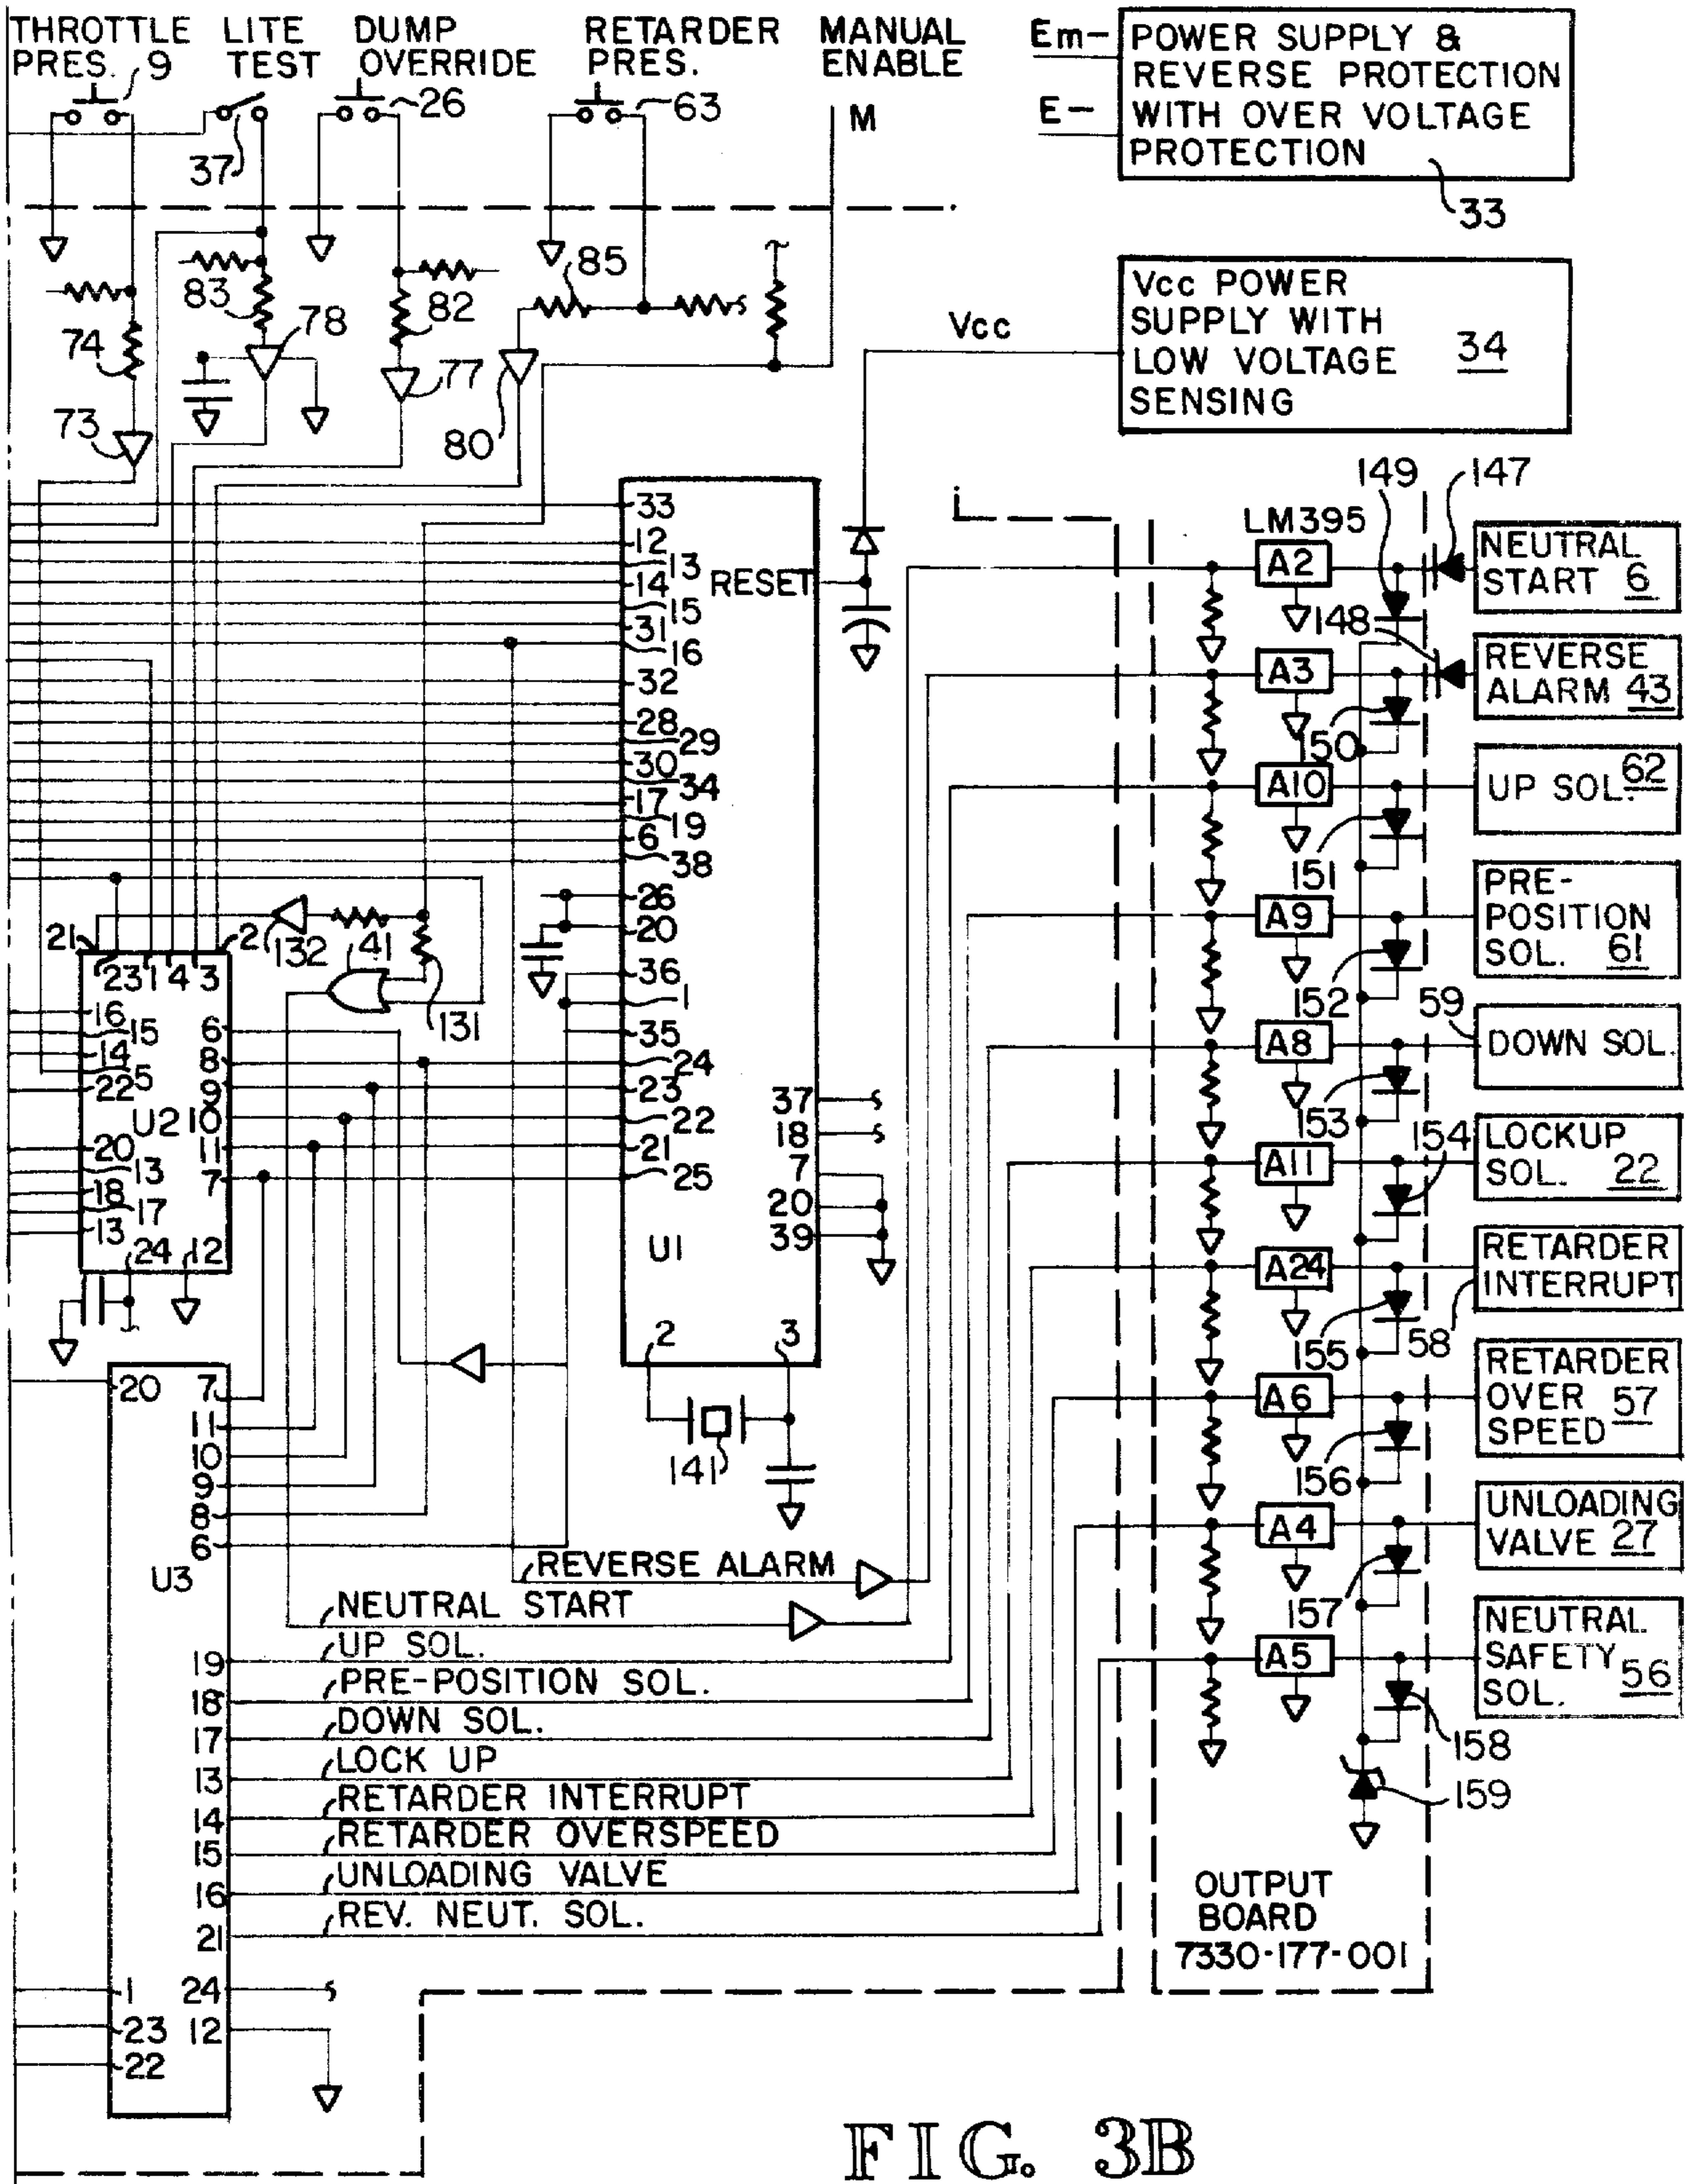 THROTTLE PRES. 9
LITE TEST
DUMP OVERRIDE
RETARDER PRES.
MANUAL ENABLE
26
63
M
37
Em-
E-
POWER SUPPLY &
REVERSE PROTECTION
WITH OVER VOLTAGE
PROTECTION
33
83
78
82
85
74
77
73
80
Vcc
Vcc POWER
SUPPLY WITH
LOW VOLTAGE
SENSING
34
33
12
13
14
15
31
16
32
28
29
30
34
17
19
6
38
26
20
36
1
35
24
23
22
21
25
RESET
37
18
7
20
39
U1
2
3
141
21
132
41
2
131
23
1
4
3
16
15
14
5
22
6
8
9
10
11
7
U2
20
13
18
17
13
24
12
20
7
11
10
9
8
6
U3
REVERSE ALARM
NEUTRAL START
19
UP SOL.
18
PRE-POSITION SOL.
17
DOWN SOL.
13
LOCK UP
14
RETARDER INTERRUPT
15
RETARDER OVERSPEED
16
UNLOADING VALVE
21
REV. NEUT. SOL.
1
24
23
12
22
i
LM395
149
147
A2
NEUTRAL
START 6
148
A3
REVERSE
ALARM 43
150
A10
UP SOL. 62
151
A9
PRE-
POSITION
SOL. 61
152
A8
59
DOWN SOL.
153
154
A11
LOCKUP
SOL. 22
A24
RETARDER
INTERRUPT
155
58
A6
RETARDER
OVER
SPEED 57
156
A4
UNLOADING
VALVE 27
157
A5
NEUTRAL
SAFETY
SOL. 56
158
159
OUTPUT
BOARD
7330-177-001
FIG. 3B